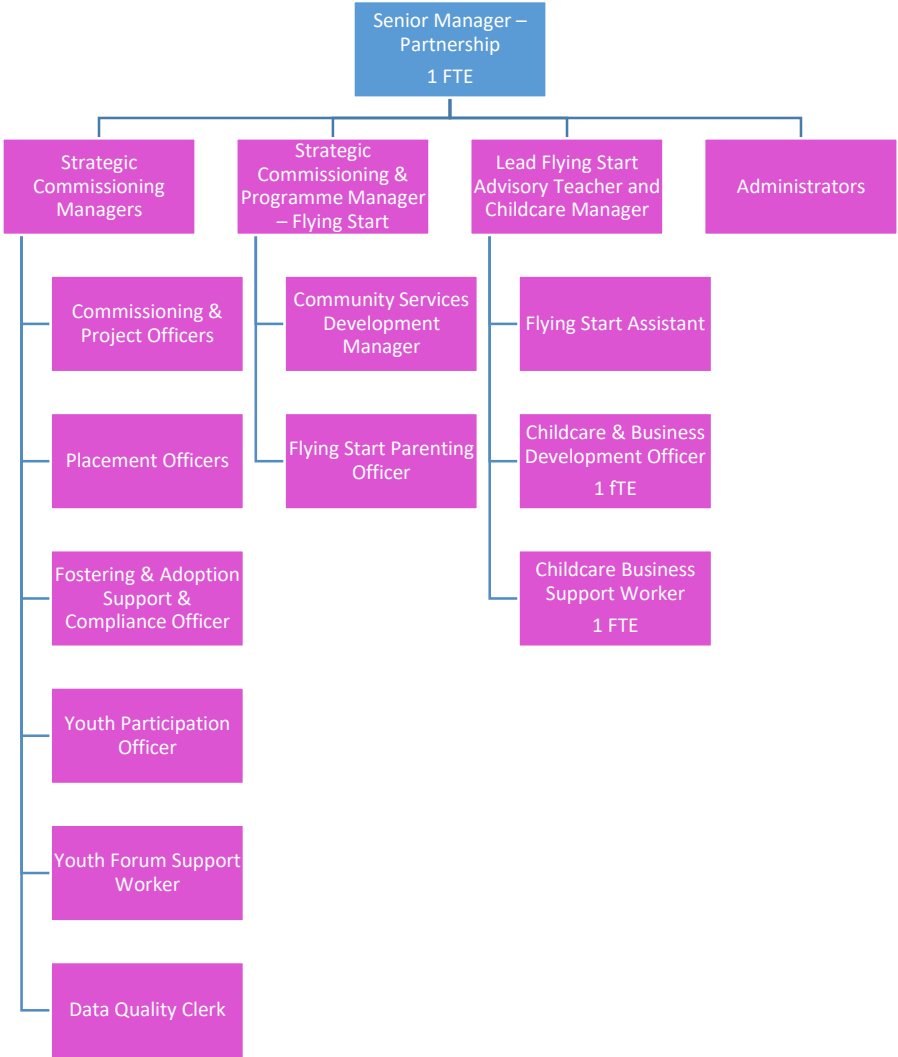 Senior Manager –
Partnership
1 FTE
Strategic
Commissioning
Managers
Strategic
Commissioning &
Programme Manager
– Flying Start
Lead Flying Start
Advisory Teacher and
Childcare Manager
Administrators
Commissioning &
Project Officers
Placement Officers
Fostering & Adoption
Support &
Compliance Officer
Youth Participation
Officer
Youth Forum Support
Worker
Data Quality Clerk
Community Services
Development
Manager
Flying Start Parenting
Officer
Flying Start Assistant
Childcare & Business
Development Officer
1 fTE
Childcare Business
Support Worker
1 FTE